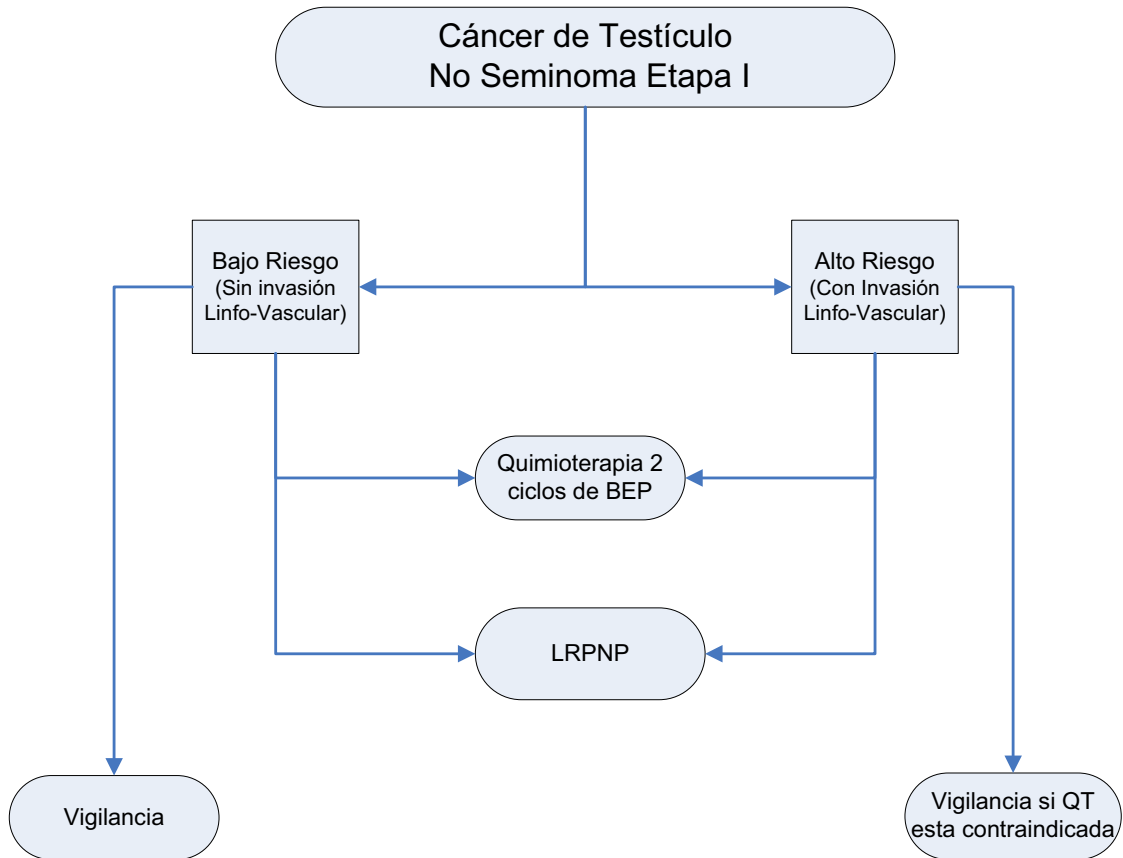 Cáncer de Testículo
No Seminoma Etapa I
Bajo Riesgo
(Sin invasión
Linfo-Vascular)
Alto Riesgo
(Con Invasión
Linfo-Vascular)
Quimioterapia 2
ciclos de BEP
LRPNP
Vigilancia
Vigilancia si QT
esta contraindicada